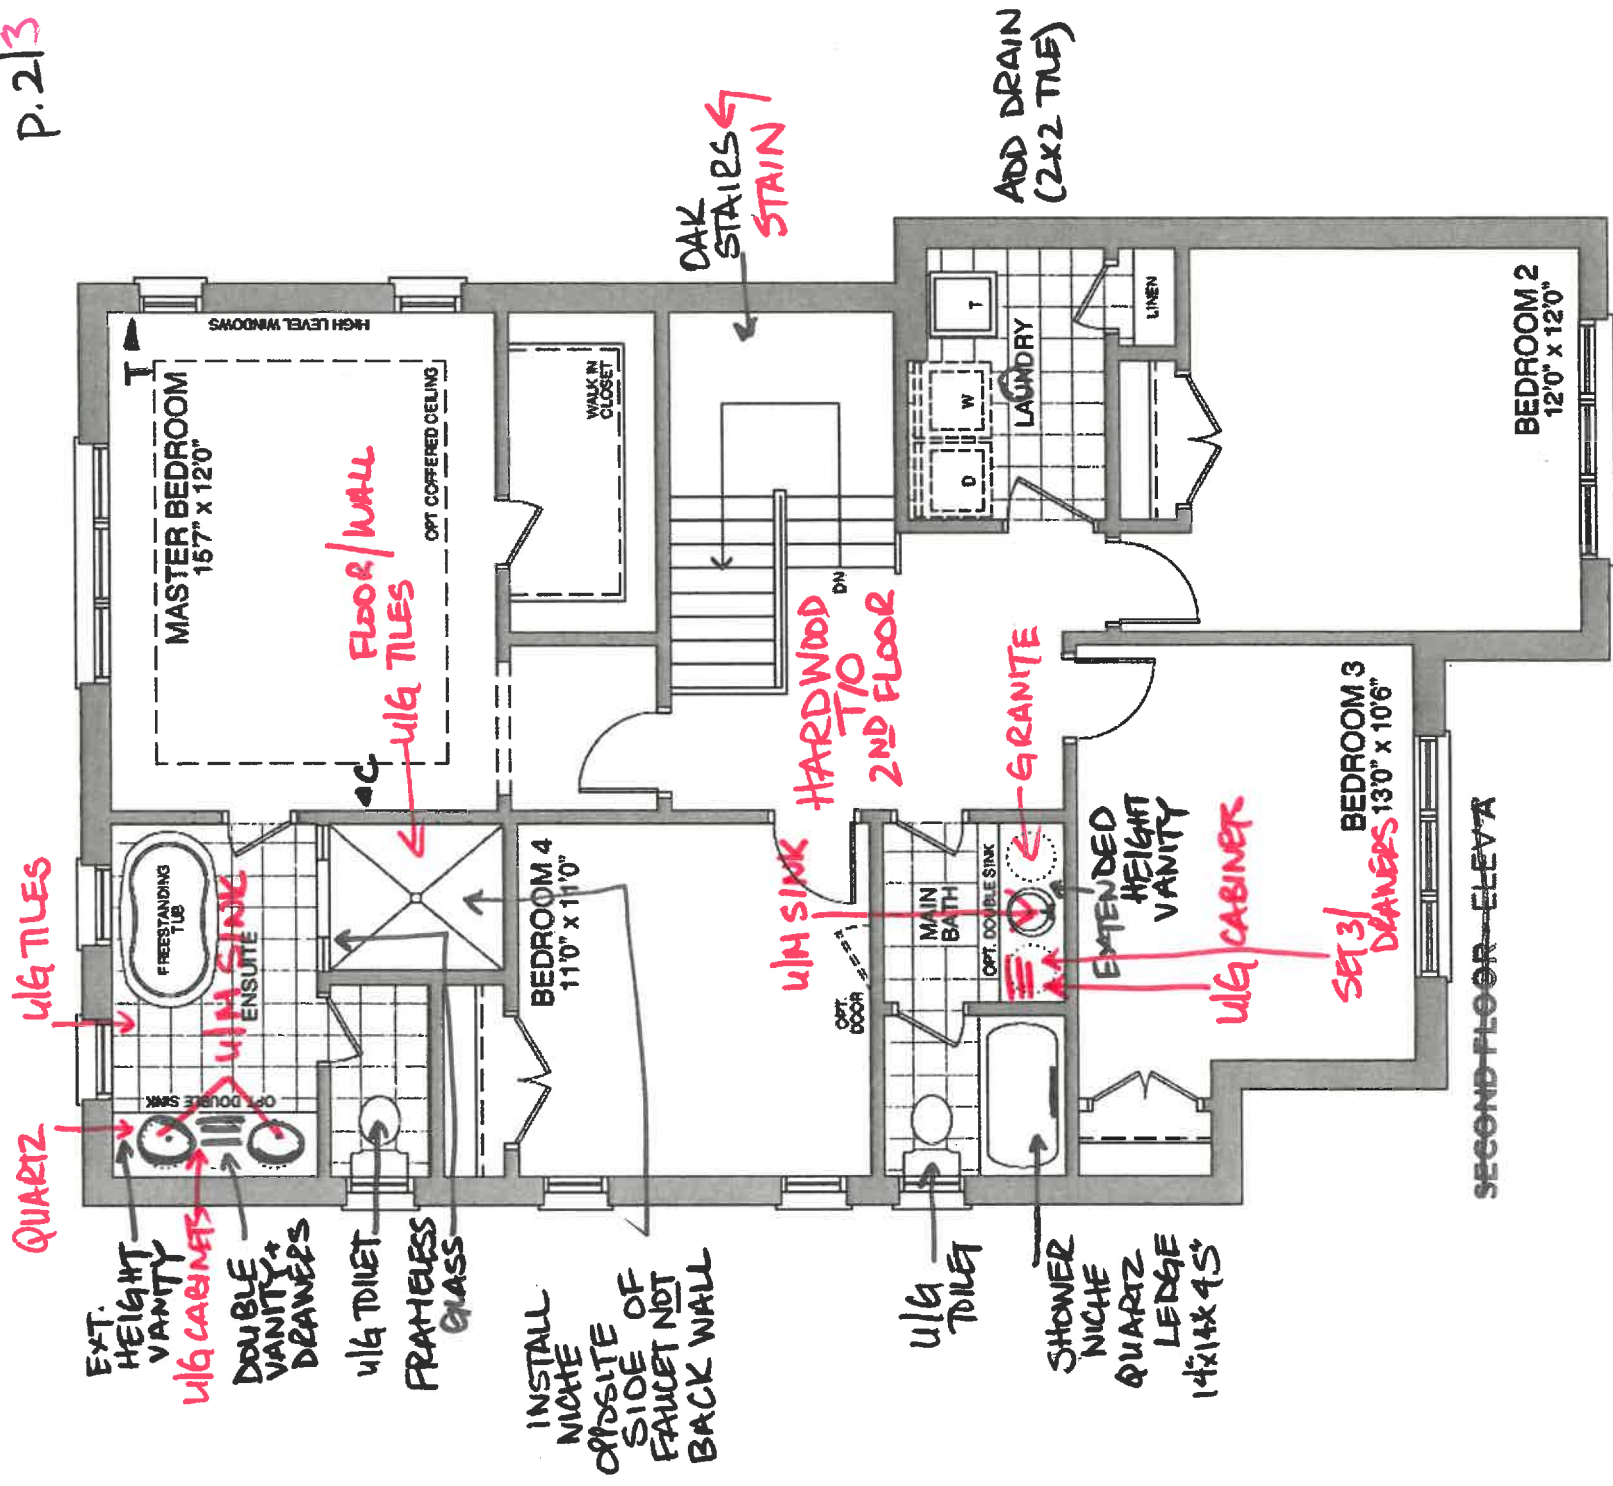 p. 2/3
QUARTZ
U/G TILES
EXT.
HEIGHT
VANITY
U/G CABINETS
DOUBLE
VANITY +
DRAWERS
U/G TOILET
FRAMELESS
GLASS
INSTALL
NICHE
OPPOSITE
SIDE OF
FAUCET NOT
BACK WALL
OPT DOUBLE SINK
U/M SINK
ENSUITE
FREESTANDING
TUB
MASTER BEDROOM
15'7" x 12'0"
T
HIGH LEVEL WINDOWS
OPT COFFERED CEILING
C
FLOOR/WALL
U/G TILES
WALK IN
CLOSET
OAK
STAIRS
STAIN
DN
HARDWOOD
T/O
2ND FLOOR
BEDROOM 4
11'0" x 11'0"
OPT.
DOOR
U/M SINK
MAIN
BATH
OPT. DOUBLE SINK
GRANITE
EXTENDED
HEIGHT
VANITY
U/G CABINER
SET 3/
DRAWERS
U/G
TOILET
SHOWER
NICHE
QUARTZ
LEDGE
14"x14"x4.5"
ADD DRAIN
(2x2 TILE)
T
W
D
LAUNDRY
LINEN
BEDROOM 2
12'0" x 12'0"
BEDROOM 3
13'0" x 10'6"
SECOND FLOOR - ELEV 'A'